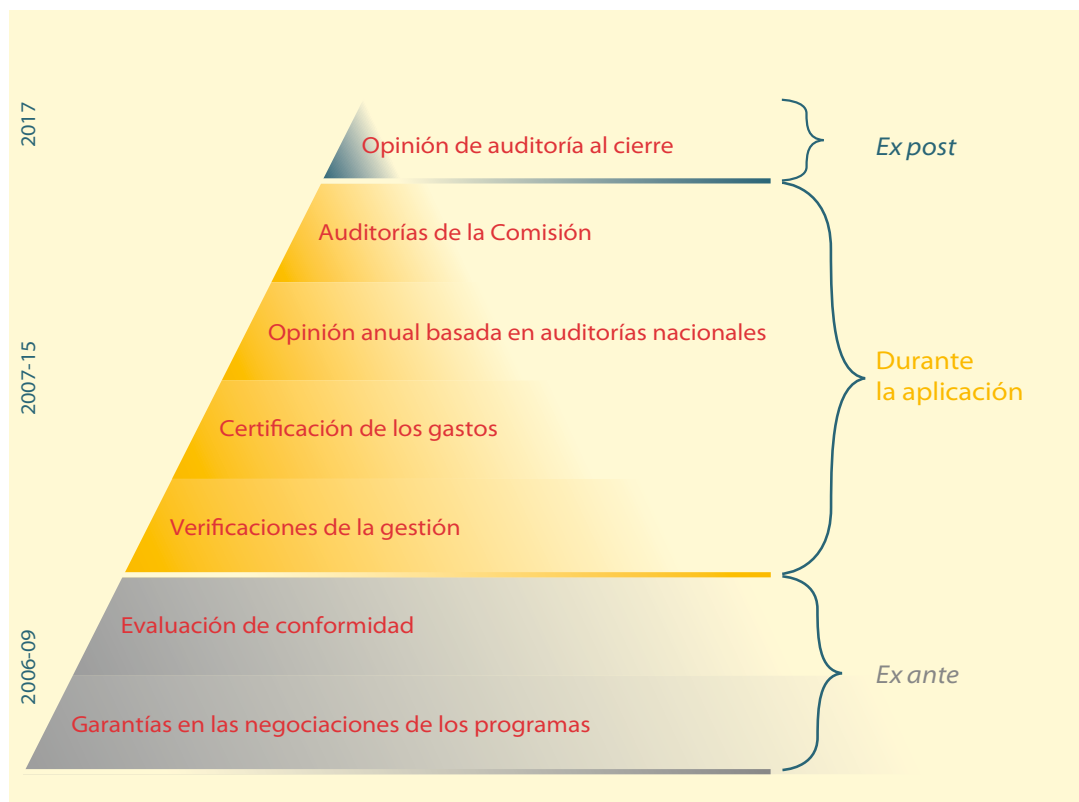 2017
Opinión de auditoría al cierre
Ex post
Auditorías de la Comisión
Opinión anual basada en auditorías nacionales
2007-15
Durante
la aplicación
Certificación de los gastos
Verificaciones de la gestión
Evaluación de conformidad
2006-09
Ex ante
Garantías en las negociaciones de los programas